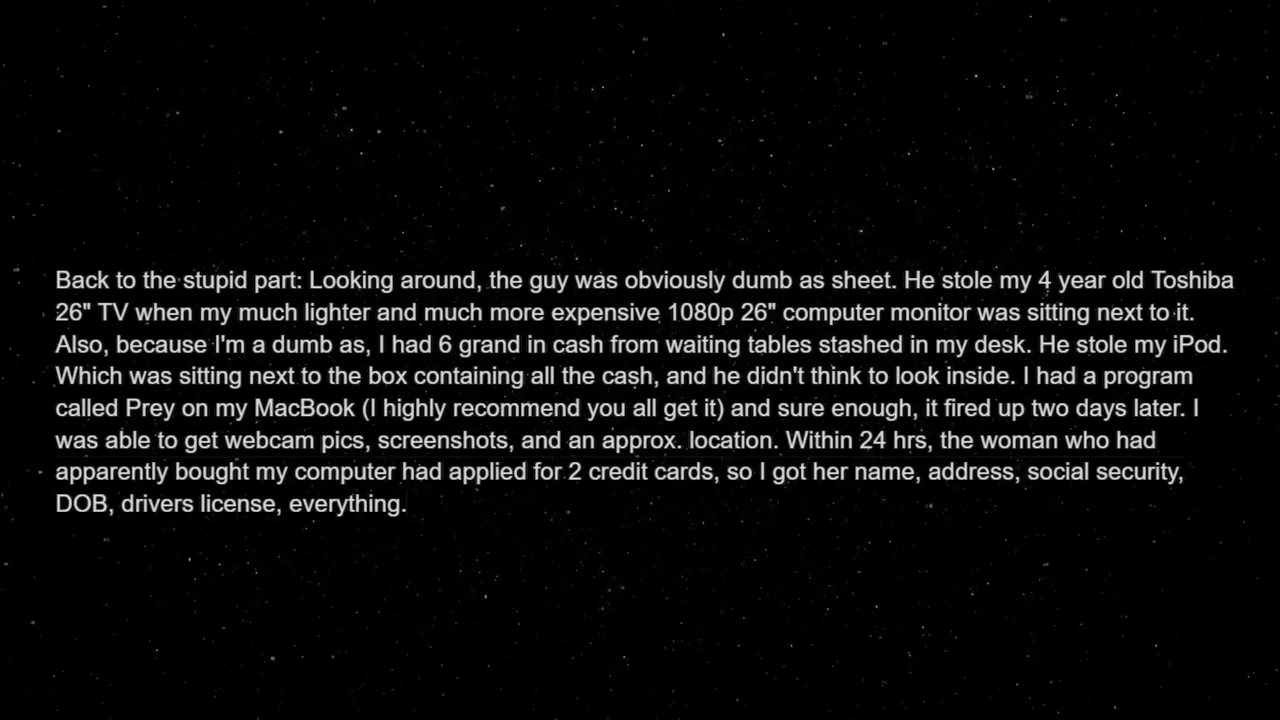 Back to the stupid part: Looking around, the guy was obviously dumb as sheet. He stole my 4 year old Toshiba
26" TV when my much lighter and much more expensive 1080p 26" computer monitor was sitting next to it.
Also, because I'm a dumb as, I had 6 grand in cash from waiting tables stashed in my desk. He stole my iPod.
Which was sitting next to the box containing all the cash, and he didn't think to look inside. I had a program
called Prey on my MacBook (I highly recommend you all get it) and sure enough, it fired up two days later. I
was able to get webcam pics, screenshots, and an approx. location. Within 24 hrs, the woman who had
apparently bought my computer had applied for 2 credit cards, so I got her name, address, social security,
DOB, drivers license, everything.